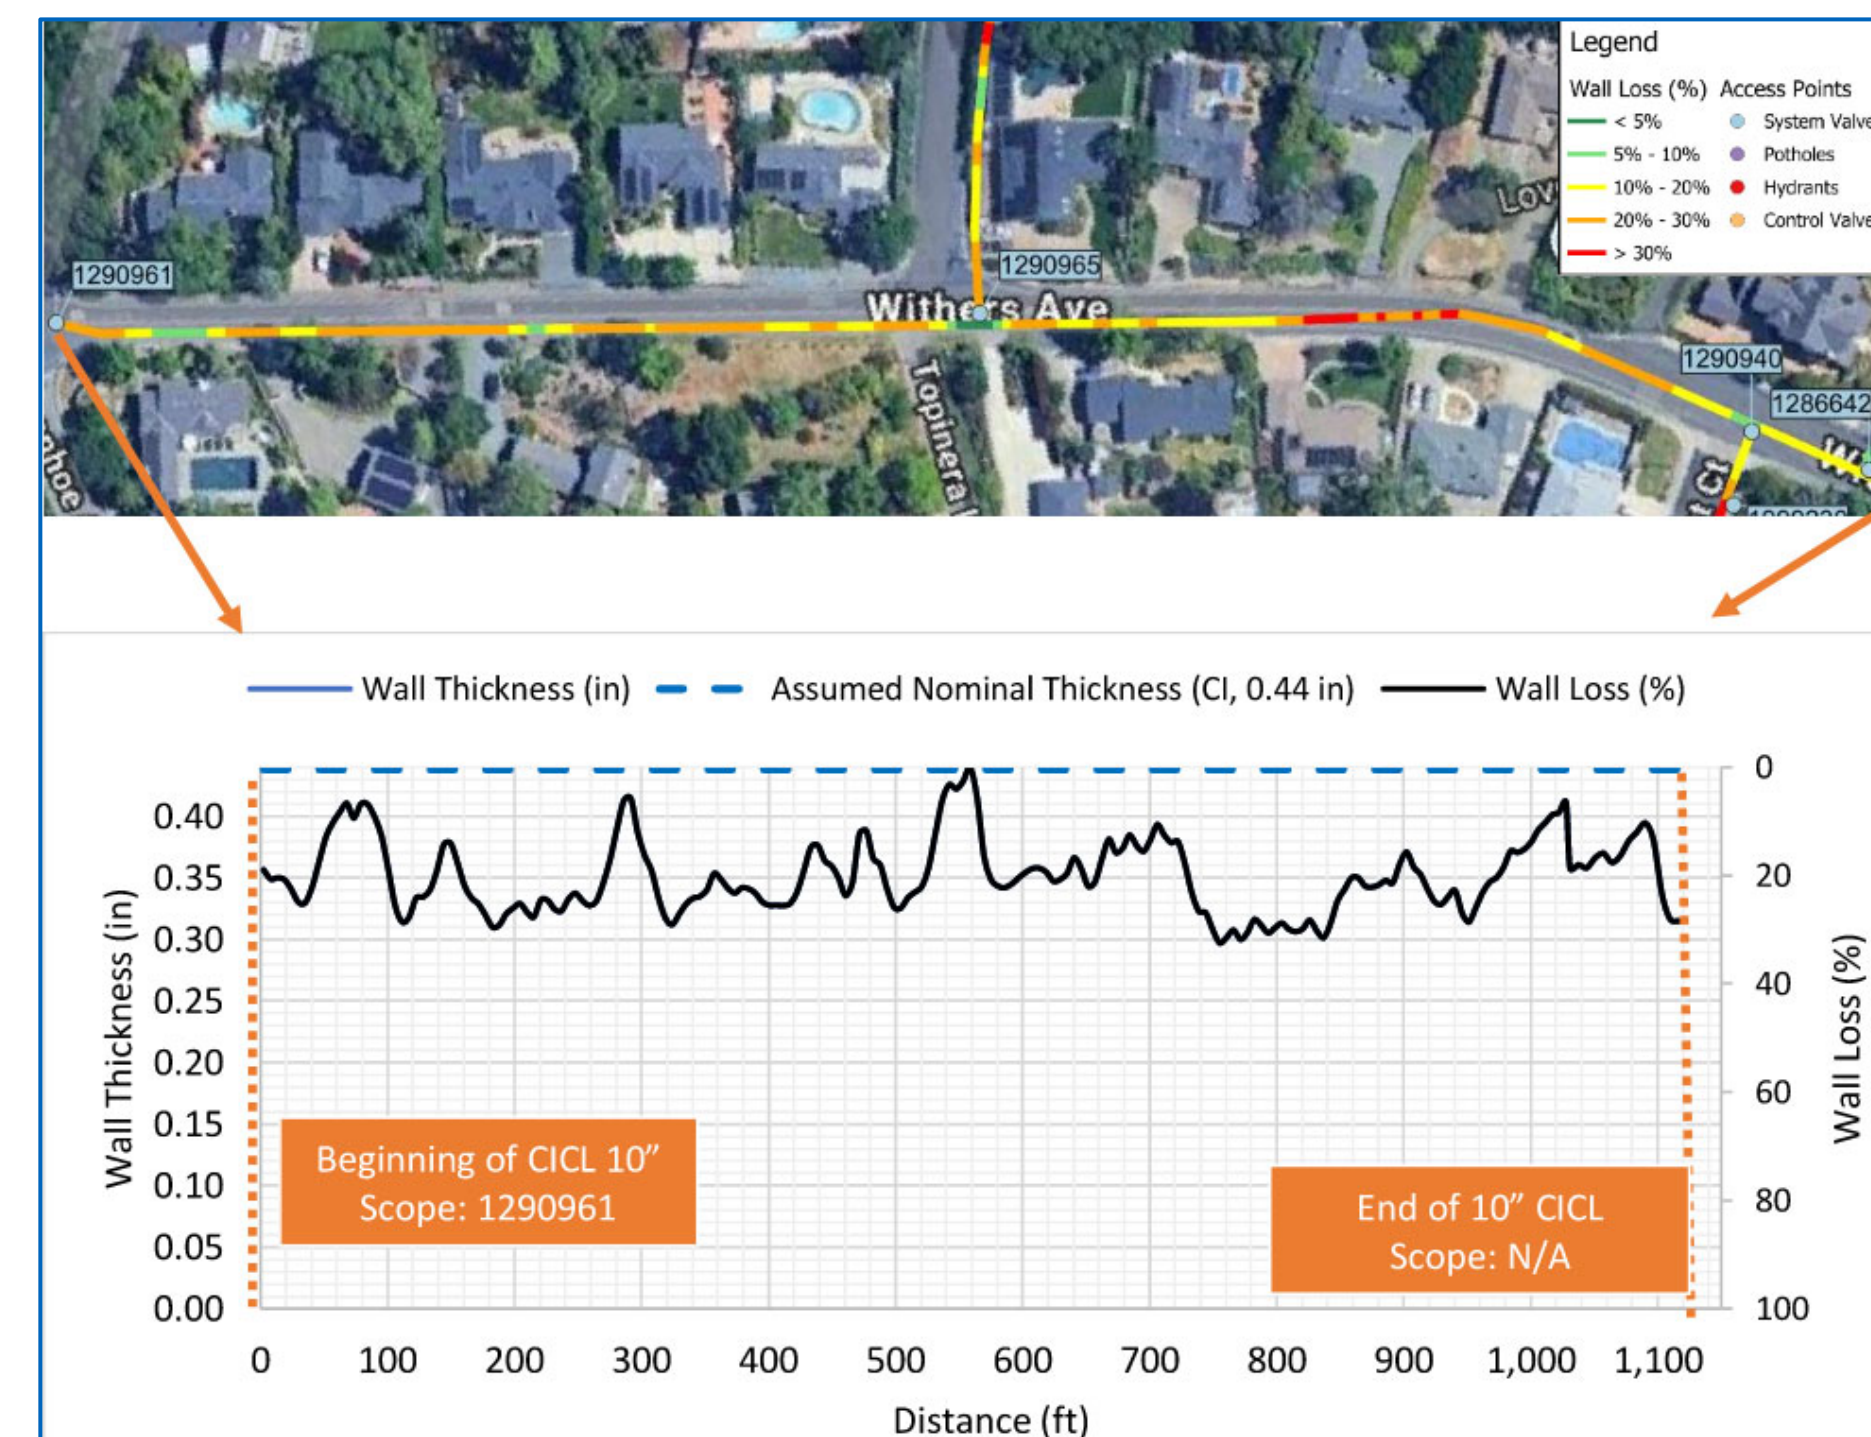 Legend
Wall Loss (%) Access Points
< 5% System Valve
5% - 10% Potholes
10% - 20% Hydrants
20% - 30% Control Valve
> 30%
1290961
1290965
Withers Ave
1290940
1286642
Topinera
t Ct
Wall Thickness (in) Assumed Nominal Thickness (CI, 0.44 in) Wall Loss (%)
Wall Thickness (in)
0.40
0.35
0.30
0.25
0.20
0.15
0.10
0.05
0.00
0
20
40
60
80
100
Wall Loss (%)
Beginning of CICL 10”
Scope: 1290961
End of 10” CICL
Scope: N/A
0 100 200 300 400 500 600 700 800 900 1,000 1,100
Distance (ft)